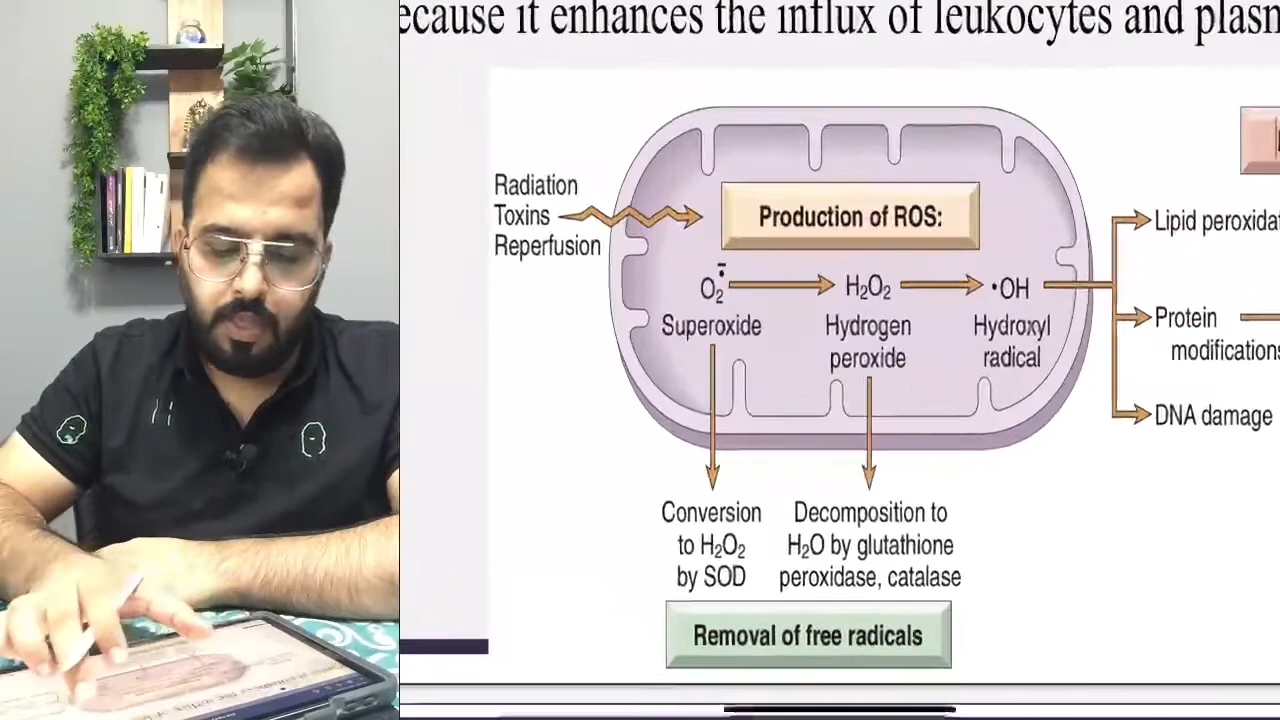 ecause it enhances the influx of leukocytes and plasn
Radiation
Toxins
Reperfusion
Production of ROS:
O₂•̄
H₂O₂
•OH
Superoxide
Hydrogen
peroxide
Hydroxyl
radical
Lipid peroxidat
Protein
modifications
DNA damage
Conversion
to H₂O₂
by SOD
Decomposition to
H₂O by glutathione
peroxidase, catalase
Removal of free radicals